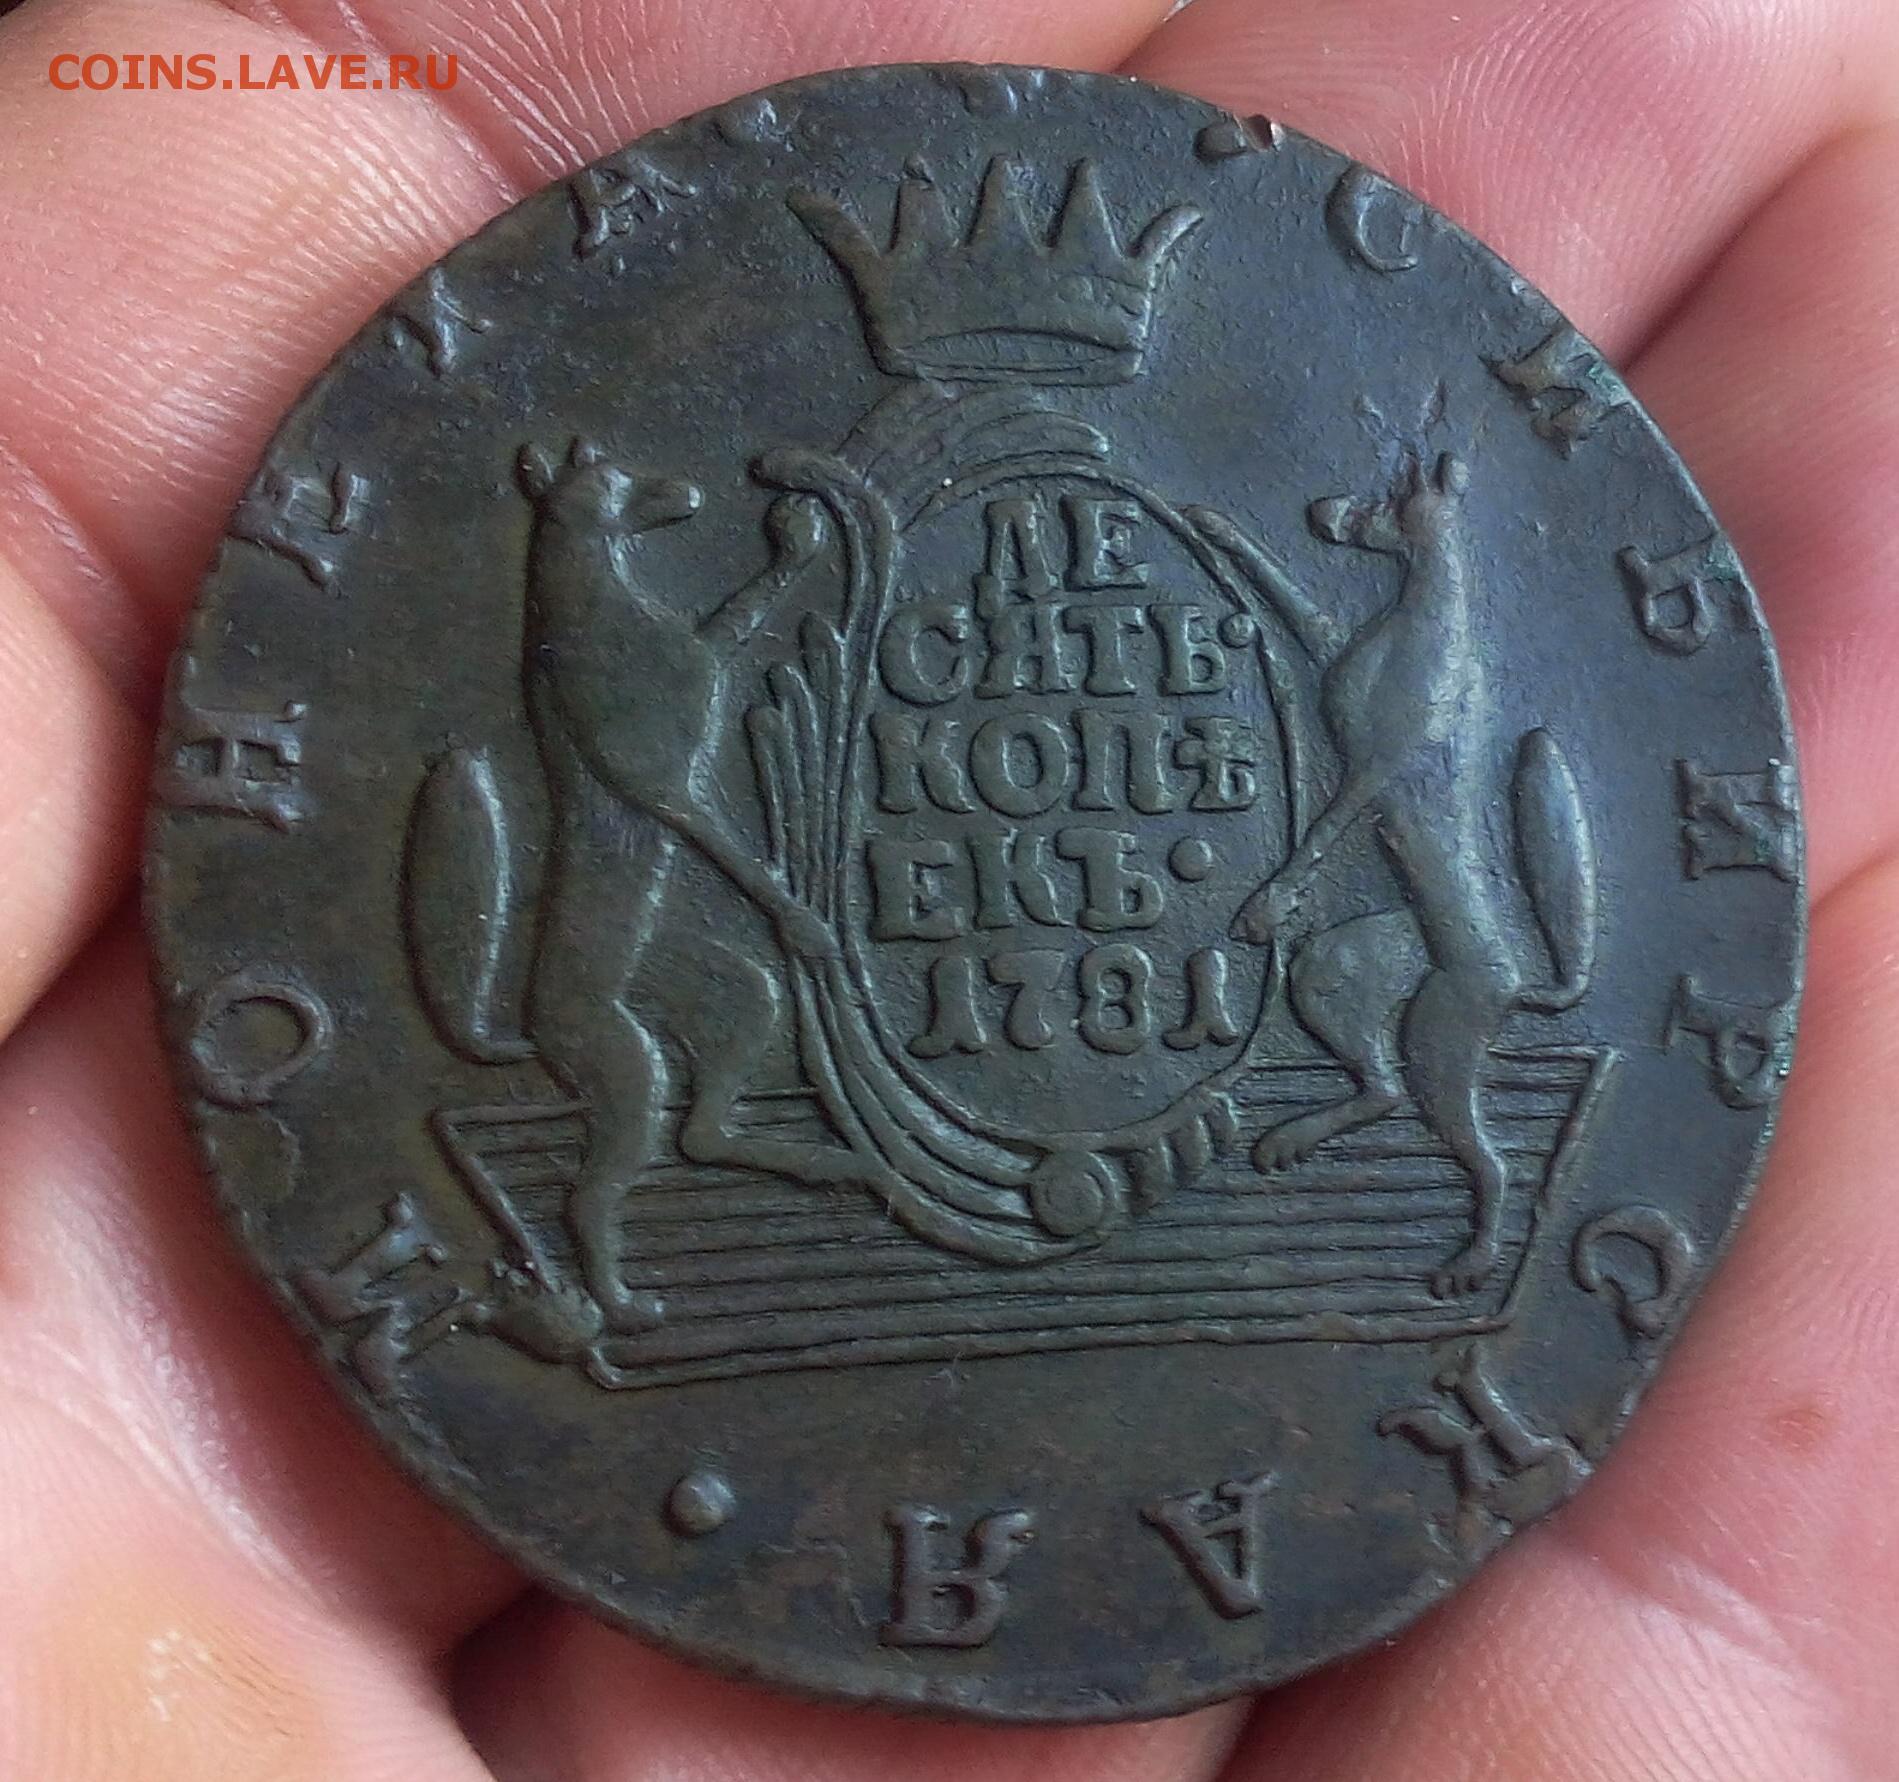 COINS.LAVE.RU
МОНЕТА • СИБИРСКАЯ •
ДЕ
СЯТЬ•
КОПѢ
ЕКЪ•
1781